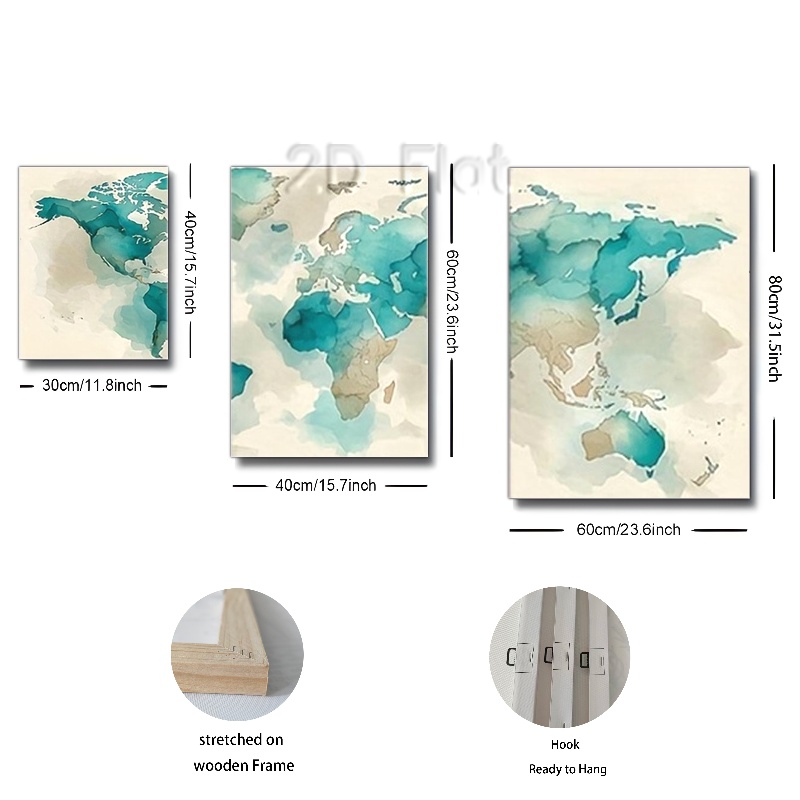 2D Flat
40cm/15.7inch
30cm/11.8inch
60cm/23.6inch
40cm/15.7inch
80cm/31.5inch
60cm/23.6inch
stretched on
wooden Frame
Hook
Ready to Hang